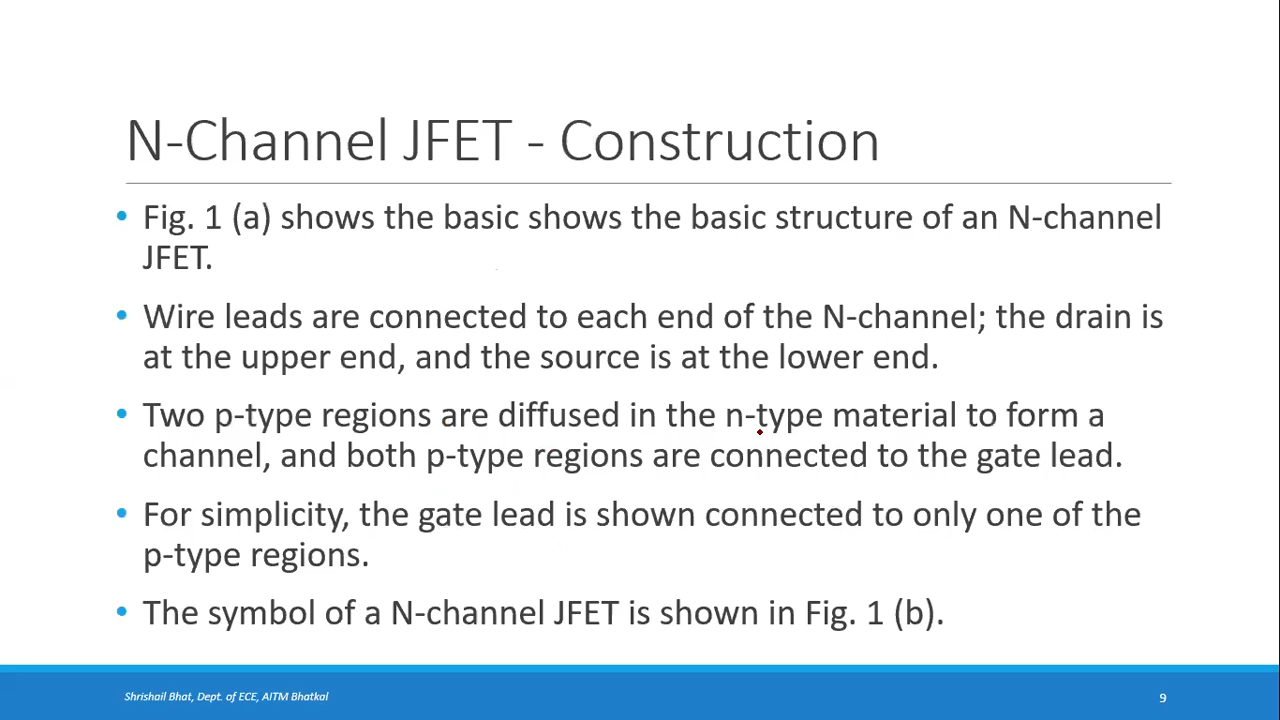 N-Channel JFET - Construction
• Fig. 1 (a) shows the basic shows the basic structure of an N-channel
JFET.
• Wire leads are connected to each end of the N-channel; the drain is
at the upper end, and the source is at the lower end.
• Two p-type regions are diffused in the n-type material to form a
channel, and both p-type regions are connected to the gate lead.
• For simplicity, the gate lead is shown connected to only one of the
p-type regions.
• The symbol of a N-channel JFET is shown in Fig. 1 (b).
Shrishail Bhat, Dept. of ECE, AITM Bhatkal
9